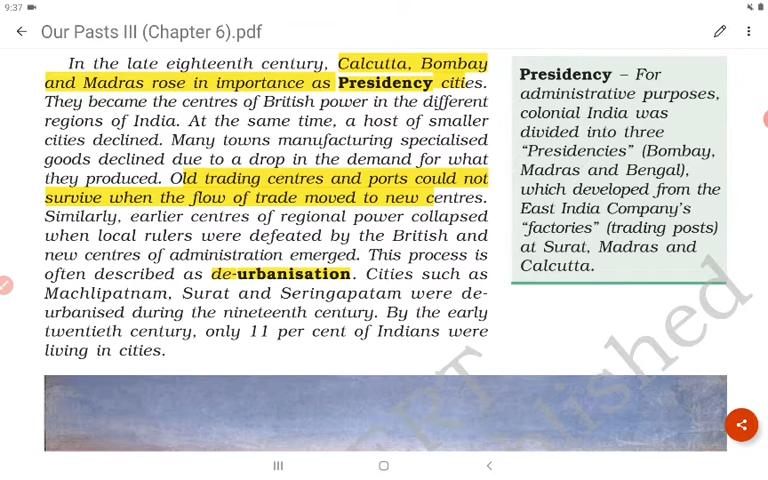 9:37
Our Pasts III (Chapter 6).pdf
In the late eighteenth century, Calcutta, Bombay
and Madras rose in importance as Presidency cities.
They became the centres of British power in the different
regions of India. At the same time, a host of smaller
cities declined. Many towns manufacturing specialised
goods declined due to a drop in the demand for what
they produced. Old trading centres and ports could not
survive when the flow of trade moved to new centres.
Similarly, earlier centres of regional power collapsed
when local rulers were defeated by the British and
new centres of administration emerged. This process is
often described as de-urbanisation. Cities such as
Machlipatnam, Surat and Seringapatam were de-
urbanised during the nineteenth century. By the early
twentieth century, only 11 per cent of Indians were
living in cities.
Presidency – For
administrative purposes,
colonial India was
divided into three
“Presidencies” (Bombay,
Madras and Bengal),
which developed from the
East India Company’s
“factories” (trading posts)
at Surat, Madras and
Calcutta.